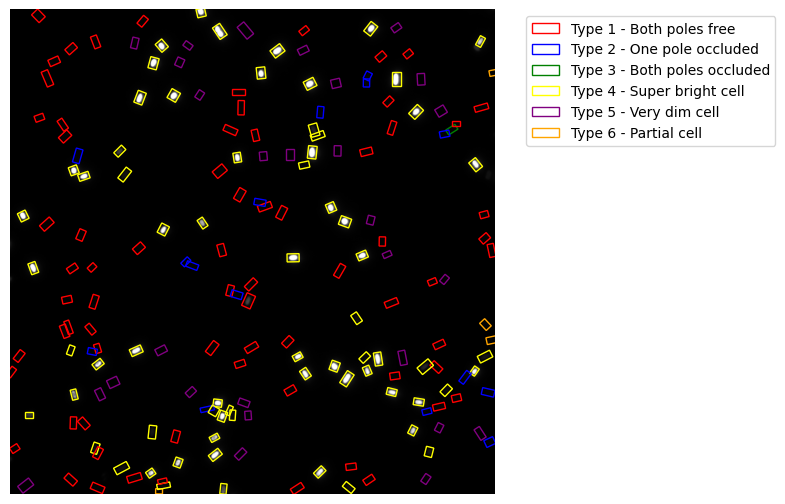 Type 1 - Both poles free
Type 2 - One pole occluded
Type 3 - Both poles occluded
Type 4 - Super bright cell
Type 5 - Very dim cell
Type 6 - Partial cell